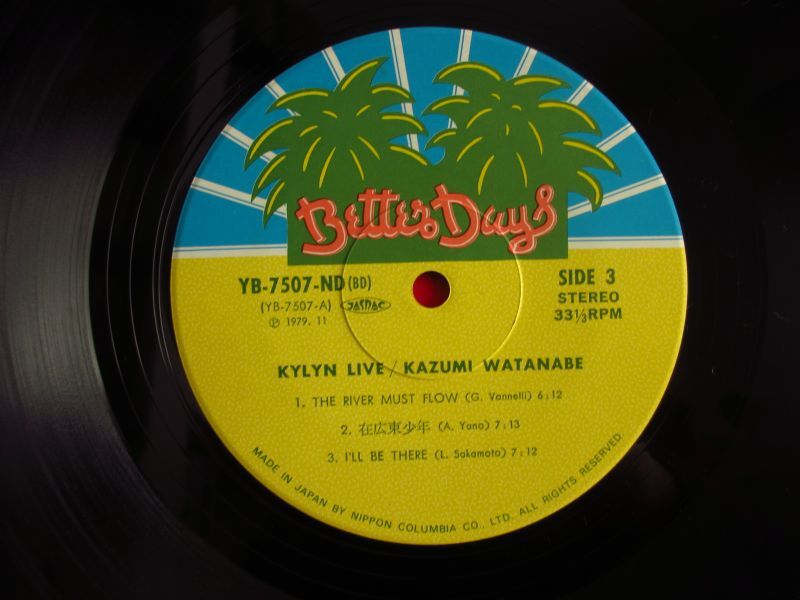 Better Days
YB-7507-ND(BD)
(YB-7507-A) JASRAC
Ⓟ 1979. 11
SIDE 3
STEREO
33⅓RPM
KYLYN LIVE/KAZUMI WATANABE
1. THE RIVER MUST FLOW (G. Vannelli) 6:12
2. 在広東少年 (A. Yano) 7:13
3. I'LL BE THERE (L. Sakamoto) 7:12
MADE IN JAPAN BY NIPPON COLUMBIA CO., LTD. ALL RIGHTS RESERVED